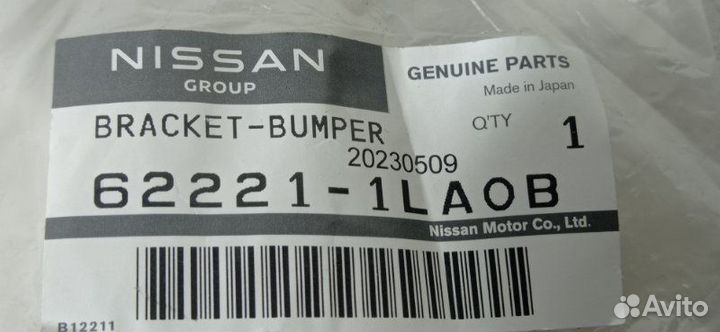 NISSAN
GROUP
GENUINE PARTS
Made in Japan
BRACKET-BUMPER
Q'TY 1
20230509
62221-1LA0B
Nissan Motor Co., Ltd.
B12211
Avito